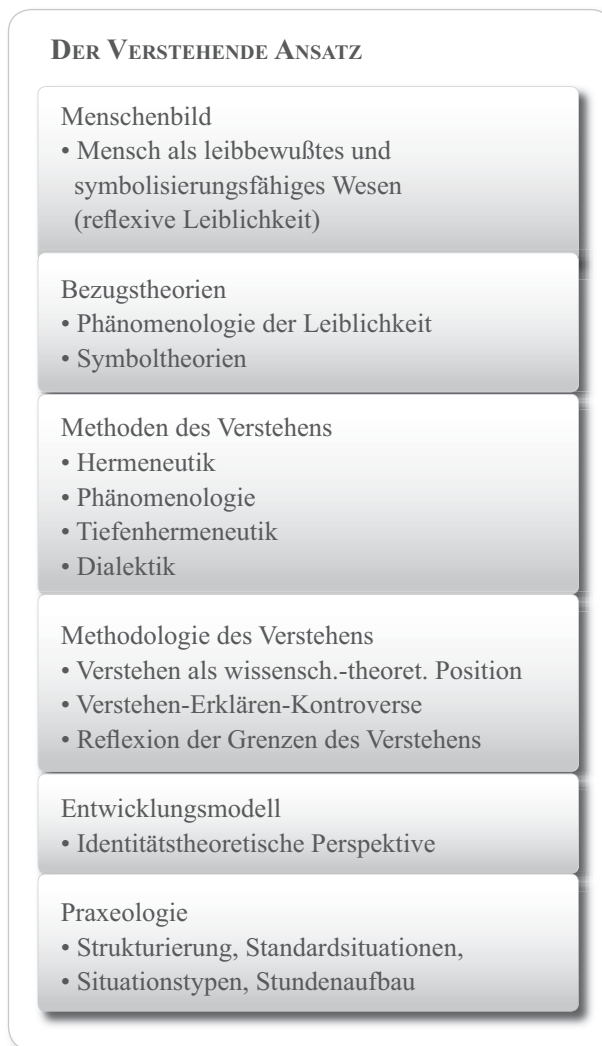 DER VERSTEHENDE ANSATZ
Menschenbild
• Mensch als leibbewußtes und
symbolisierungsfähiges Wesen
(reflexive Leiblichkeit)
Bezugstheorien
• Phänomenologie der Leiblichkeit
• Symboltheorien
Methoden des Verstehens
• Hermeneutik
• Phänomenologie
• Tiefenhermeneutik
• Dialektik
Methodologie des Verstehens
• Verstehen als wissensch.-theoret. Position
• Verstehen-Erklären-Kontroverse
• Reflexion der Grenzen des Verstehens
Entwicklungsmodell
• Identitätstheoretische Perspektive
Praxeologie
• Strukturierung, Standardsituationen,
• Situationstypen, Stundenaufbau